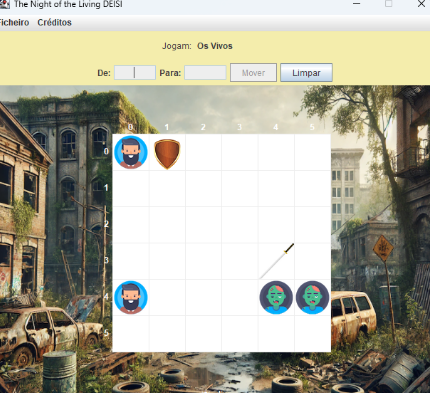 The Night of the Living DEISI
Ficheiro Créditos
Jogam: Os Vivos
De: Para: Mover Limpar
0 1 2 3 4 5
0
1
2
3
4
5